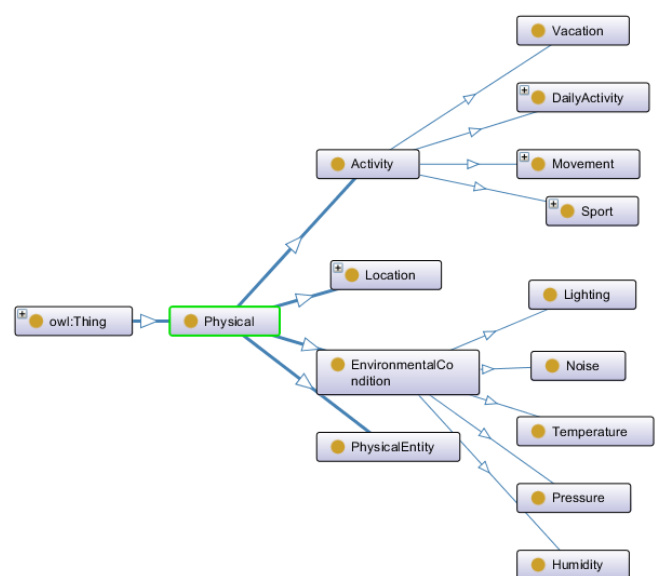 Vacation
DailyActivity
Movement
Activity
Sport
Location
Lighting
owl:Thing
Physical
EnvironmentalCo
ndition
Noise
Temperature
PhysicalEntity
Pressure
Humidity